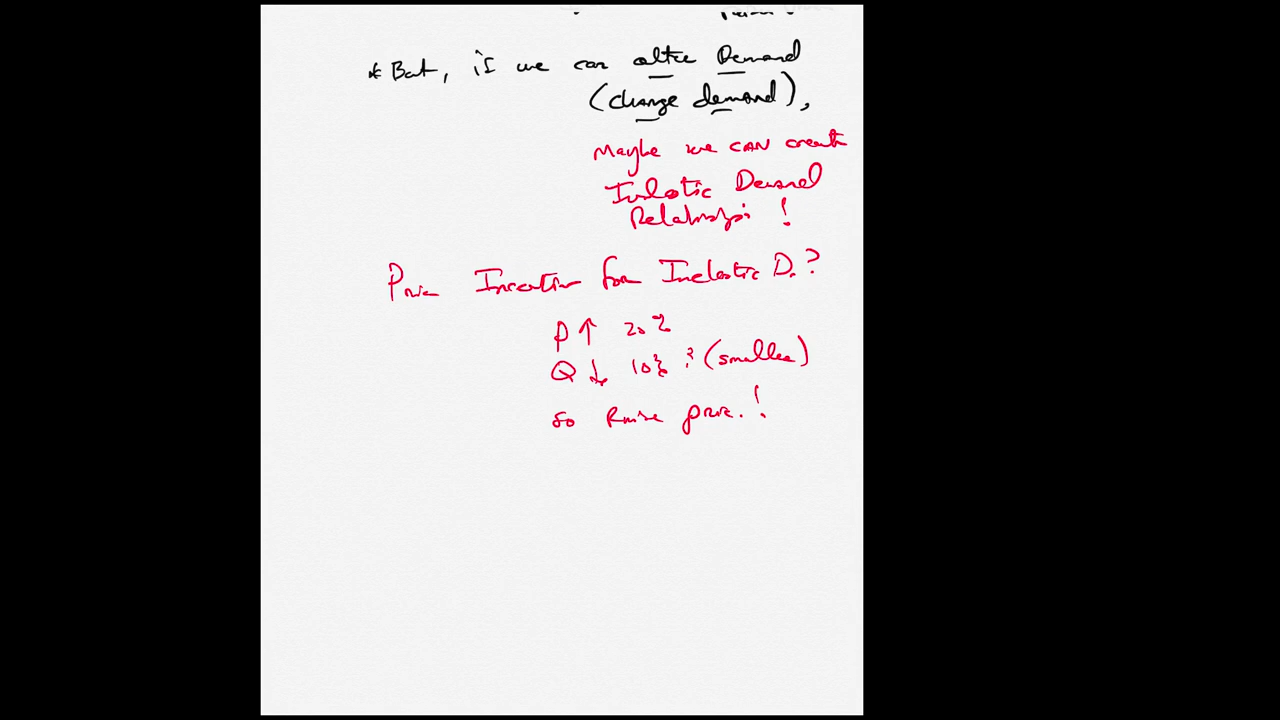 * But, if we can alter Demand
(change demand),
Maybe we CAN create
Inelastic Demand
Relationships !
Price Incentive for Inelastic D.?
P↑ 20%
Q↓ 10%? (smaller)
so Raise price.!